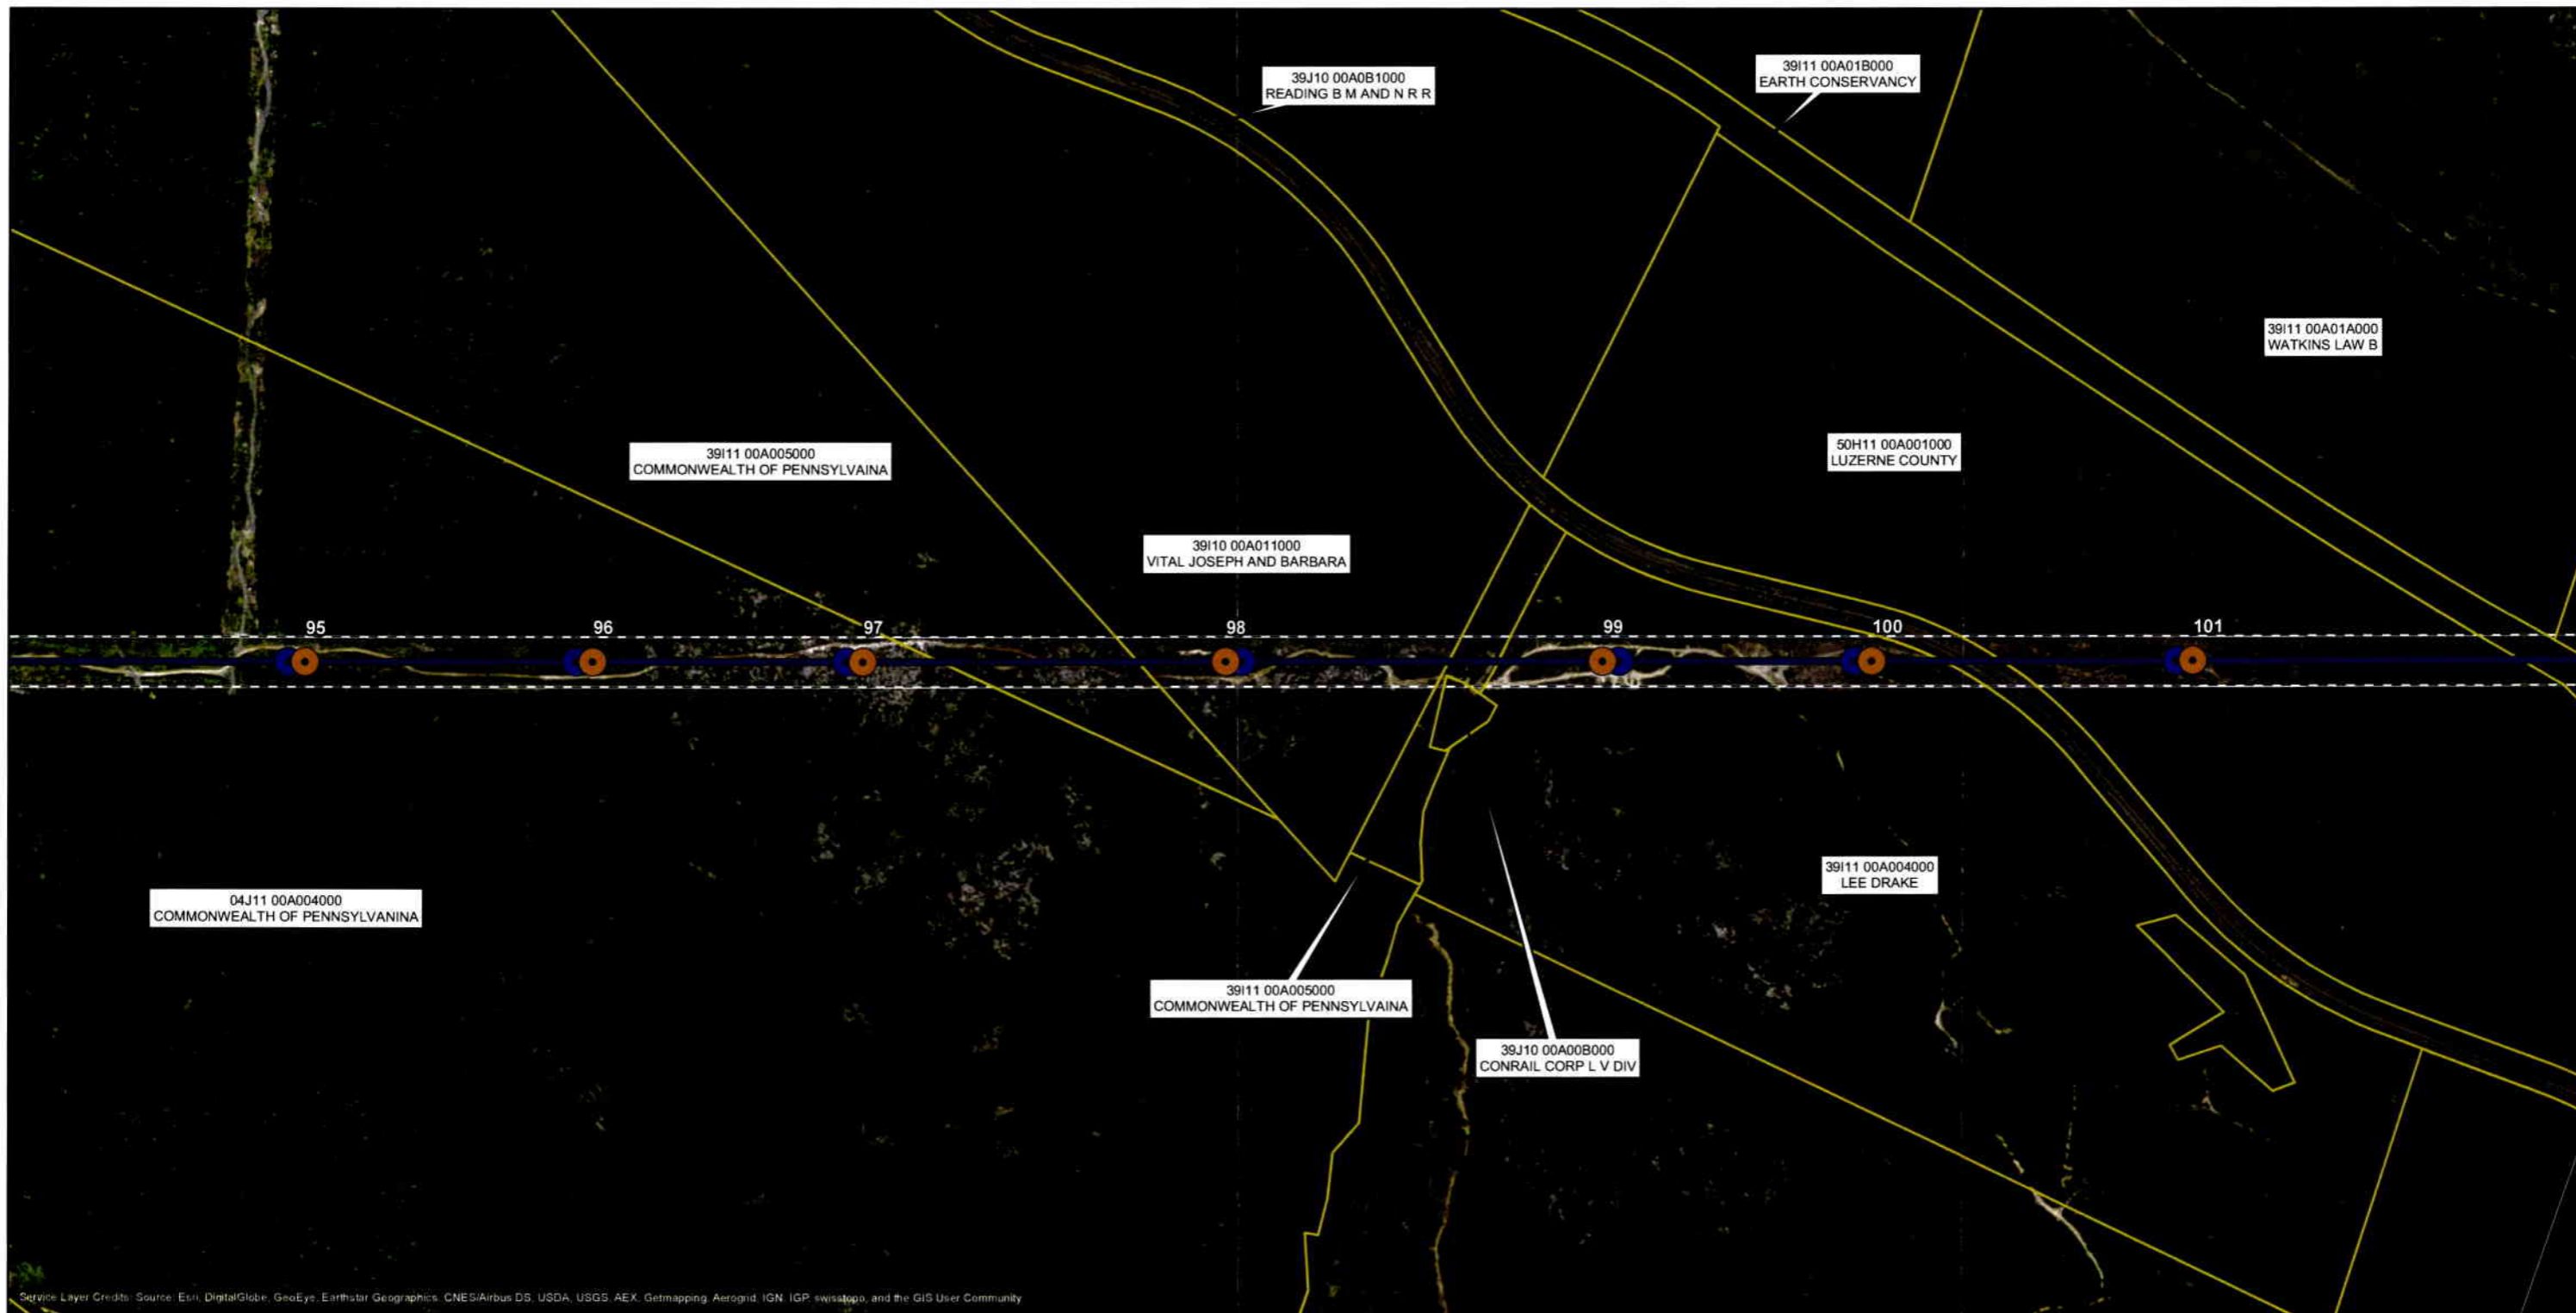 39J10 00A0B1000
READING B M AND N R R
39I11 00A01B000
EARTH CONSERVANCY
39I11 00A01A000
WATKINS LAW B
39I11 00A005000
COMMONWEALTH OF PENNSYLVAINA
50H11 00A001000
LUZERNE COUNTY
39I10 00A011000
VITAL JOSEPH AND BARBARA
95
96
97
98
99
100
101
04J11 00A004000
COMMONWEALTH OF PENNSYLVANINA
39I11 00A004000
LEE DRAKE
39I11 00A005000
COMMONWEALTH OF PENNSYLVAINA
39J10 00A00B000
CONRAIL CORP L V DIV
Service Layer Credits: Source: Esri, DigitalGlobe, GeoEye, Earthstar Geographics, CNES/Airbus DS, USDA, USGS, AEX, Getmapping, Aerogrid, IGN, IGP, swisstopo, and the GIS User Community